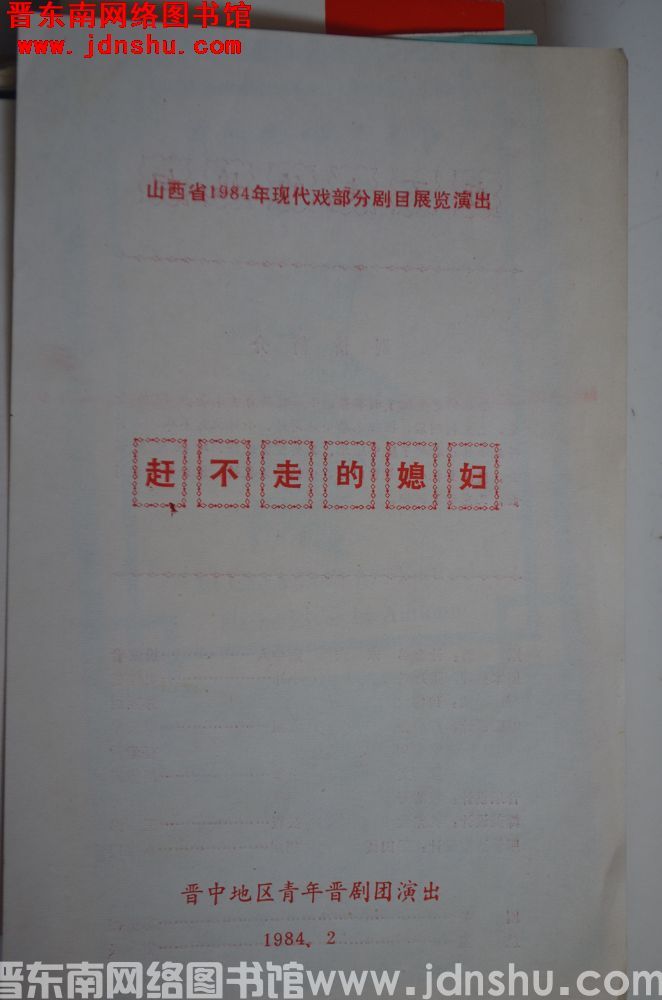 晋东南网络图书馆
www.jdnshu.com
山西省1984年现代戏部分剧目展览演出
赶不走的媳妇
晋中地区青年晋剧团演出
1984.2
晋东南网络图书馆www.jdnshu.com